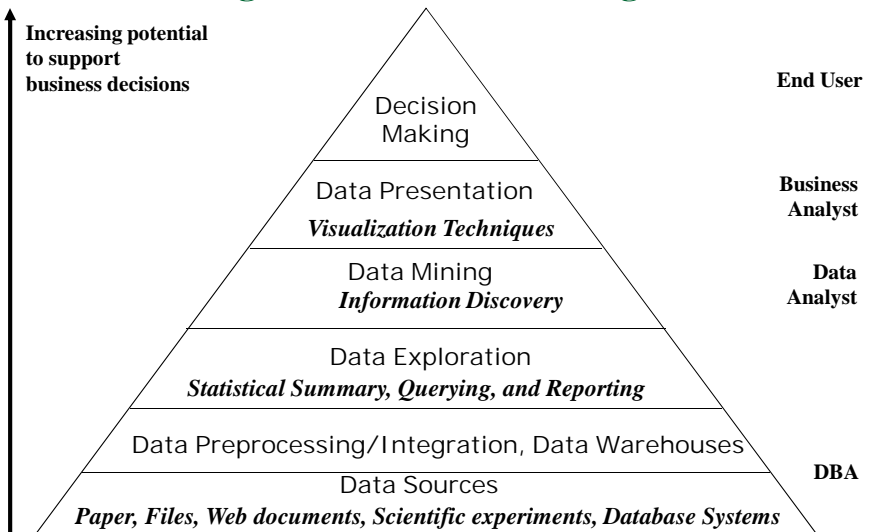 Increasing potential
to support
business decisions
End User
Decision
Making
Data Presentation
Visualization Techniques
Business
Analyst
Data Mining
Information Discovery
Data
Analyst
Data Exploration
Statistical Summary, Querying, and Reporting
Data Preprocessing/Integration, Data Warehouses
DBA
Data Sources
Paper, Files, Web documents, Scientific experiments, Database Systems